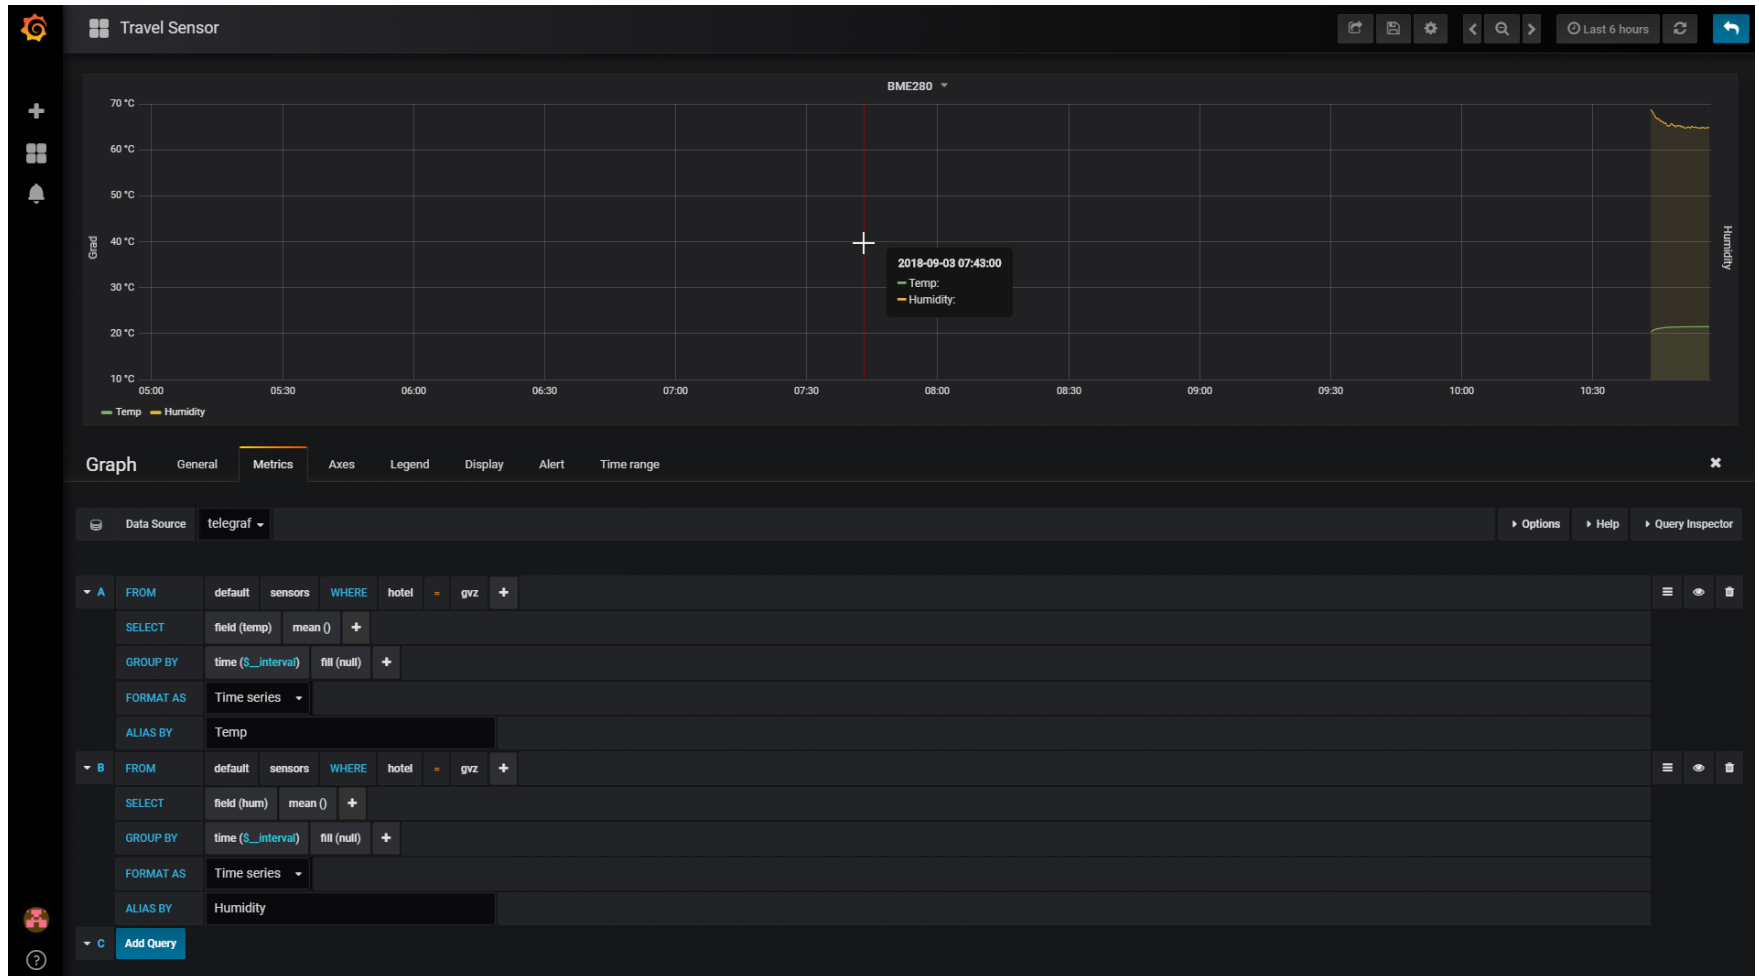 Travel Sensor
Last 6 hours
BME280
70 °C
60 °C
50 °C
40 °C
30 °C
20 °C
10 °C
Grad
Humidity
2018-09-03 07:43:00
Temp:
Humidity:
05:00 05:30 06:00 06:30 07:00 07:30 08:00 08:30 09:00 09:30 10:00 10:30
Temp Humidity
Graph General Metrics Axes Legend Display Alert Time range
Data Source telegraf Options Help Query Inspector
A FROM default sensors WHERE hotel = gvz
SELECT field (temp) mean ()
GROUP BY time ($__interval) fill (null)
FORMAT AS Time series
ALIAS BY Temp
B FROM default sensors WHERE hotel = gvz
SELECT field (hum) mean ()
GROUP BY time ($__interval) fill (null)
FORMAT AS Time series
ALIAS BY Humidity
C Add Query